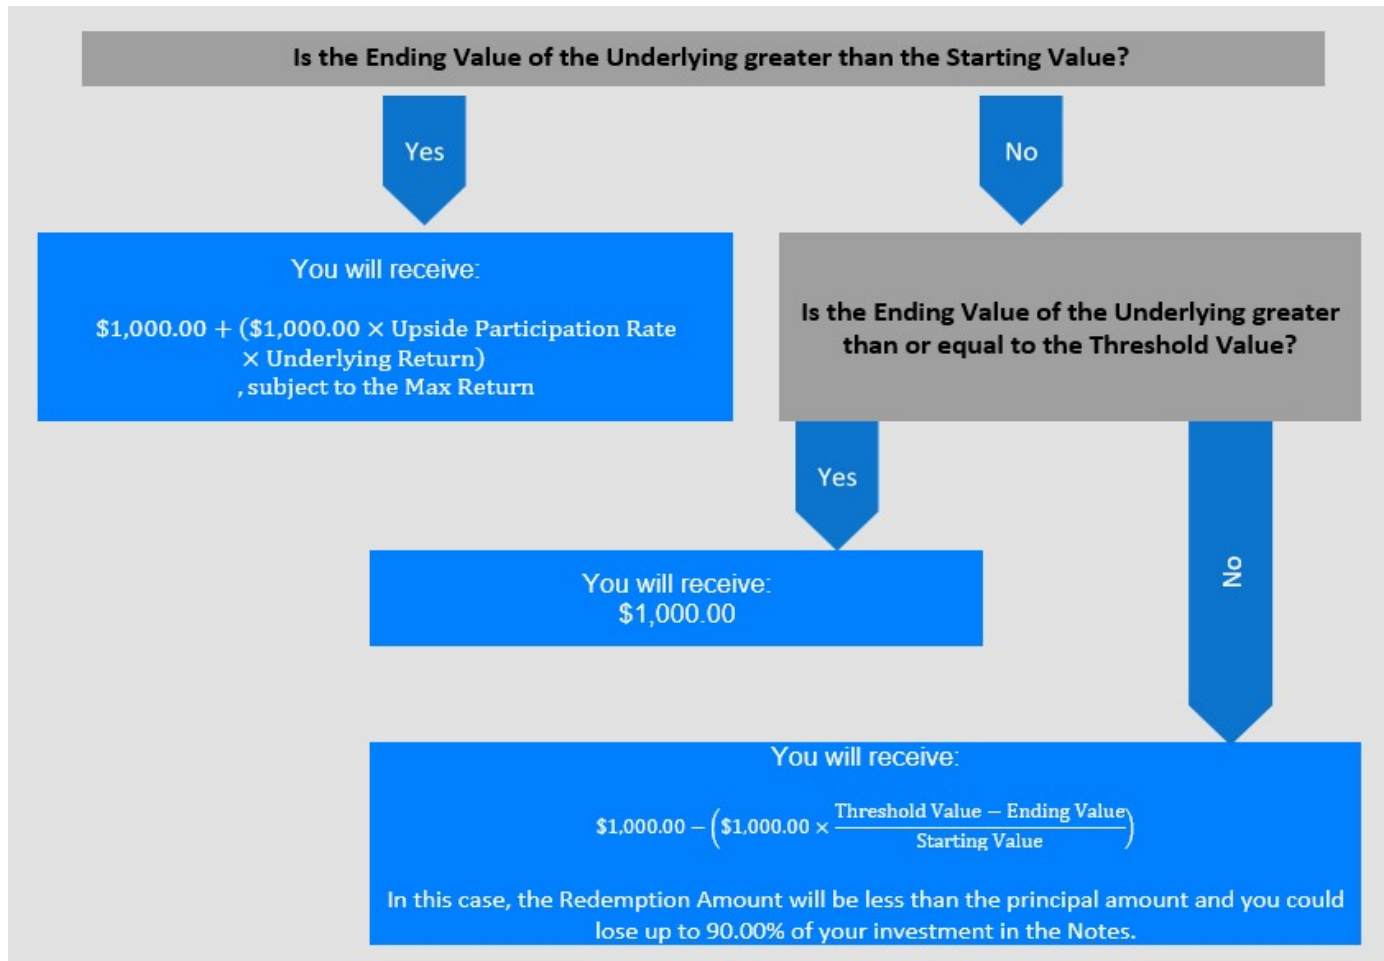 Is the Ending Value of the Underlying greater than the Starting Value?
Yes
No
You will receive:
$1,000.00 + ($1,000.00 × Upside Participation Rate
× Underlying Return)
, subject to the Max Return
Is the Ending Value of the Underlying greater
than or equal to the Threshold Value?
Yes
No
You will receive:
$1,000.00
You will receive:
$1,000.00 − ($1,000.00 × (Threshold Value − Ending Value) / Starting Value)
In this case, the Redemption Amount will be less than the principal amount and you could
lose up to 90.00% of your investment in the Notes.